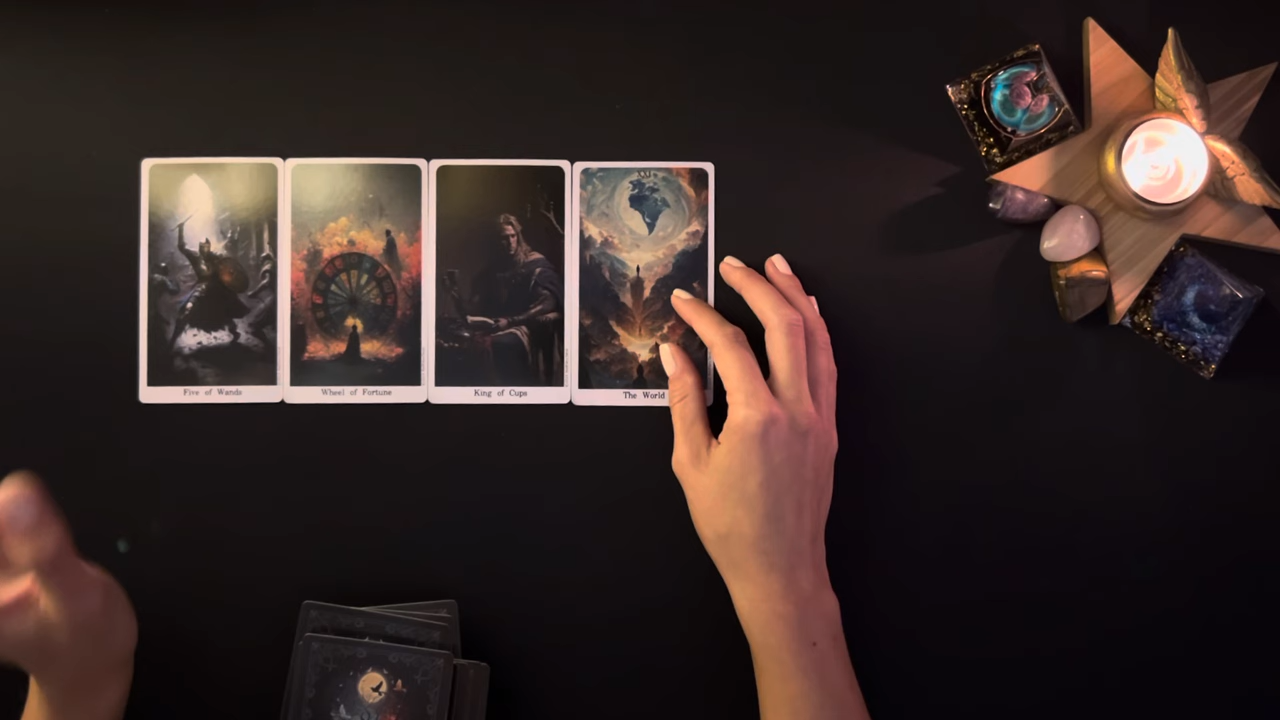 Five of Wands
Wheel of Fortune
King of Cups
The World